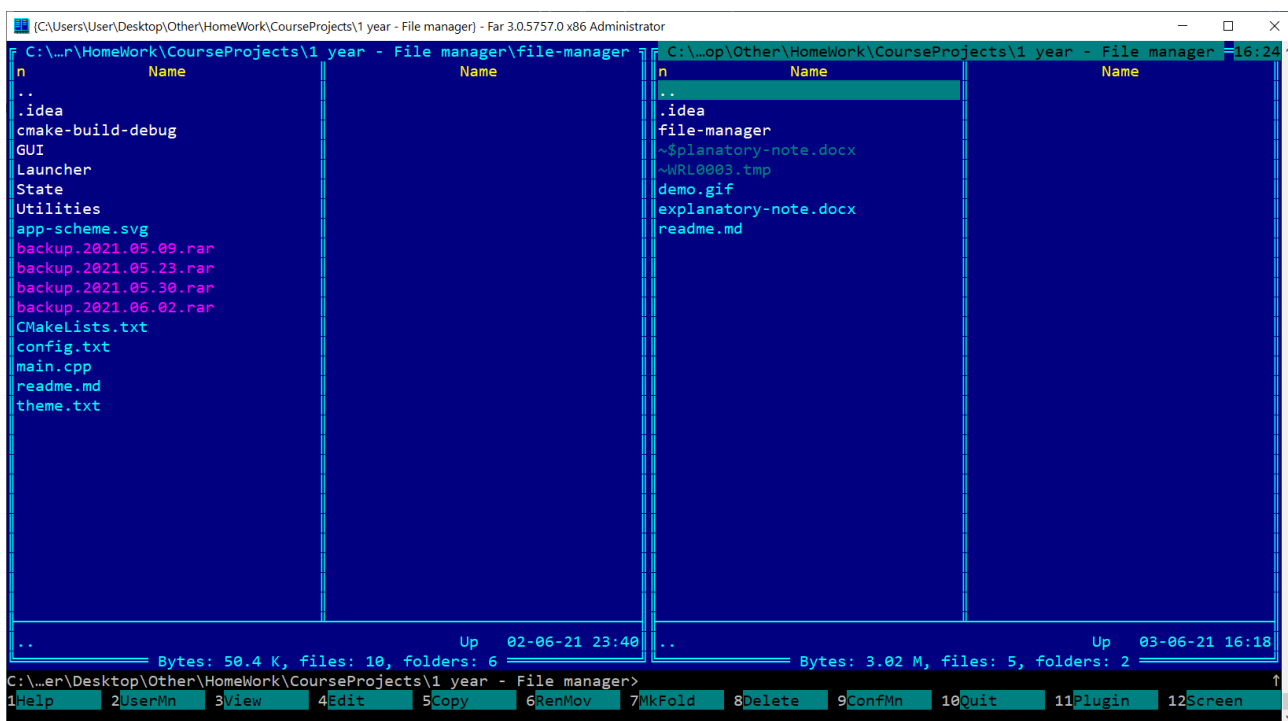 {C:\Users\User\Desktop\Other\HomeWork\CourseProjects\1 year - File manager} - Far 3.0.5757.0 x86 Administrator
C:\…r\HomeWork\CourseProjects\1 year - File manager\file-manager
n Name Name
..
.idea
cmake-build-debug
GUI
Launcher
State
Utilities
app-scheme.svg
backup.2021.05.09.rar
backup.2021.05.23.rar
backup.2021.05.30.rar
backup.2021.06.02.rar
CMakeLists.txt
config.txt
main.cpp
readme.md
theme.txt
.. Up 02-06-21 23:40
Bytes: 50.4 K, files: 10, folders: 6
C:\…op\Other\HomeWork\CourseProjects\1 year - File manager 16:24
n Name Name
..
.idea
file-manager
~$planatory-note.docx
~WRL0003.tmp
demo.gif
explanatory-note.docx
readme.md
.. Up 03-06-21 16:18
Bytes: 3.02 M, files: 5, folders: 2
C:\…er\Desktop\Other\HomeWork\CourseProjects\1 year - File manager> ↑
1Help 2UserMn 3View 4Edit 5Copy 6RenMov 7MkFold 8Delete 9ConfMn 10Quit 11Plugin 12Screen